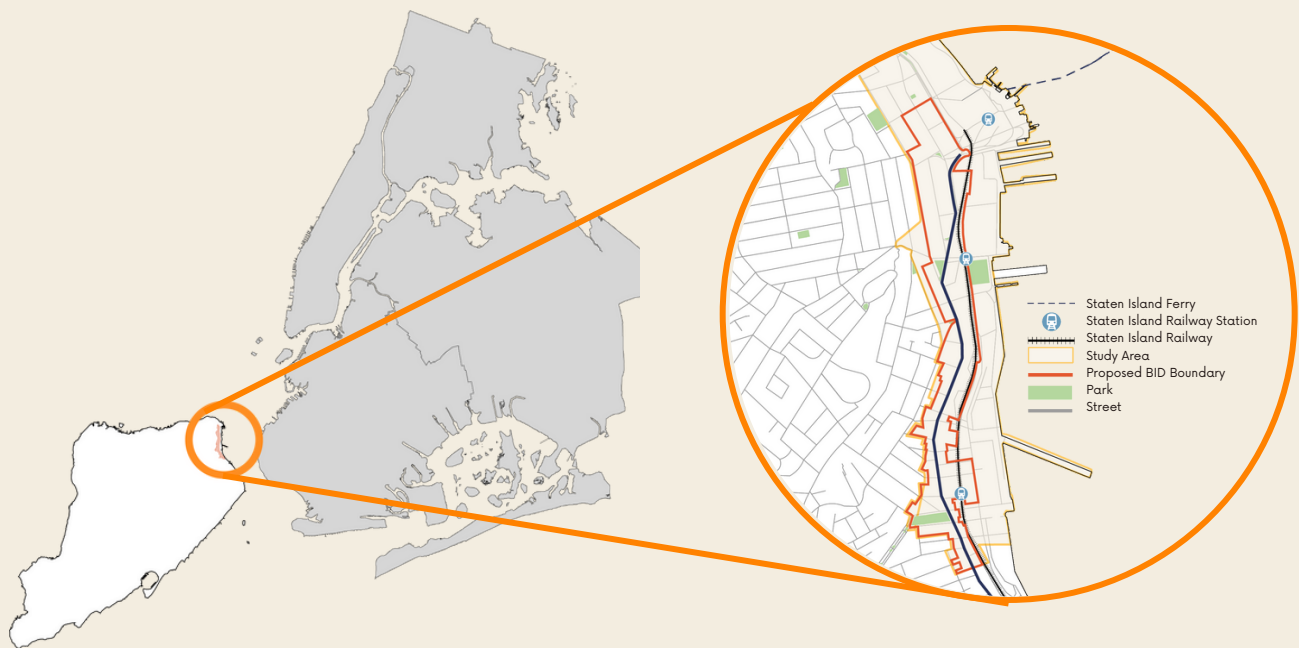 Staten Island Ferry
Staten Island Railway Station
Staten Island Railway
Study Area
Proposed BID Boundary
Park
Street